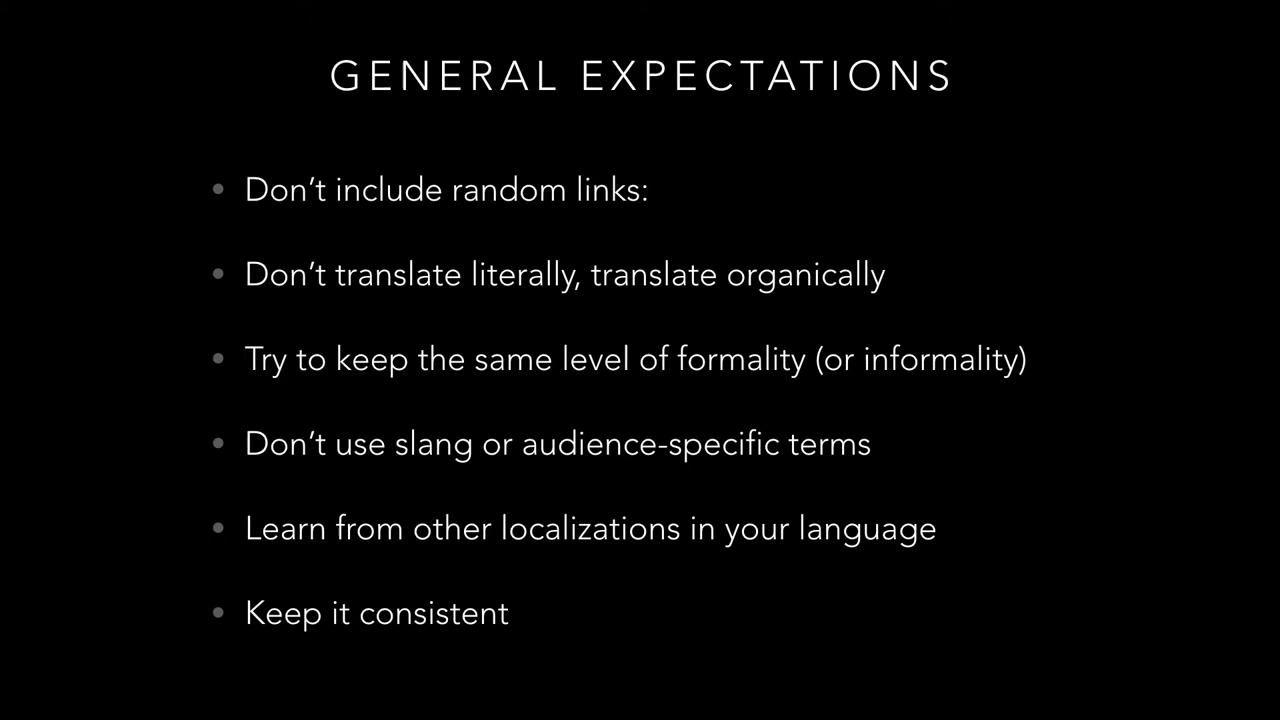 GENERAL EXPECTATIONS
• Don’t include random links:
• Don’t translate literally, translate organically
• Try to keep the same level of formality (or informality)
• Don’t use slang or audience-specific terms
• Learn from other localizations in your language
• Keep it consistent